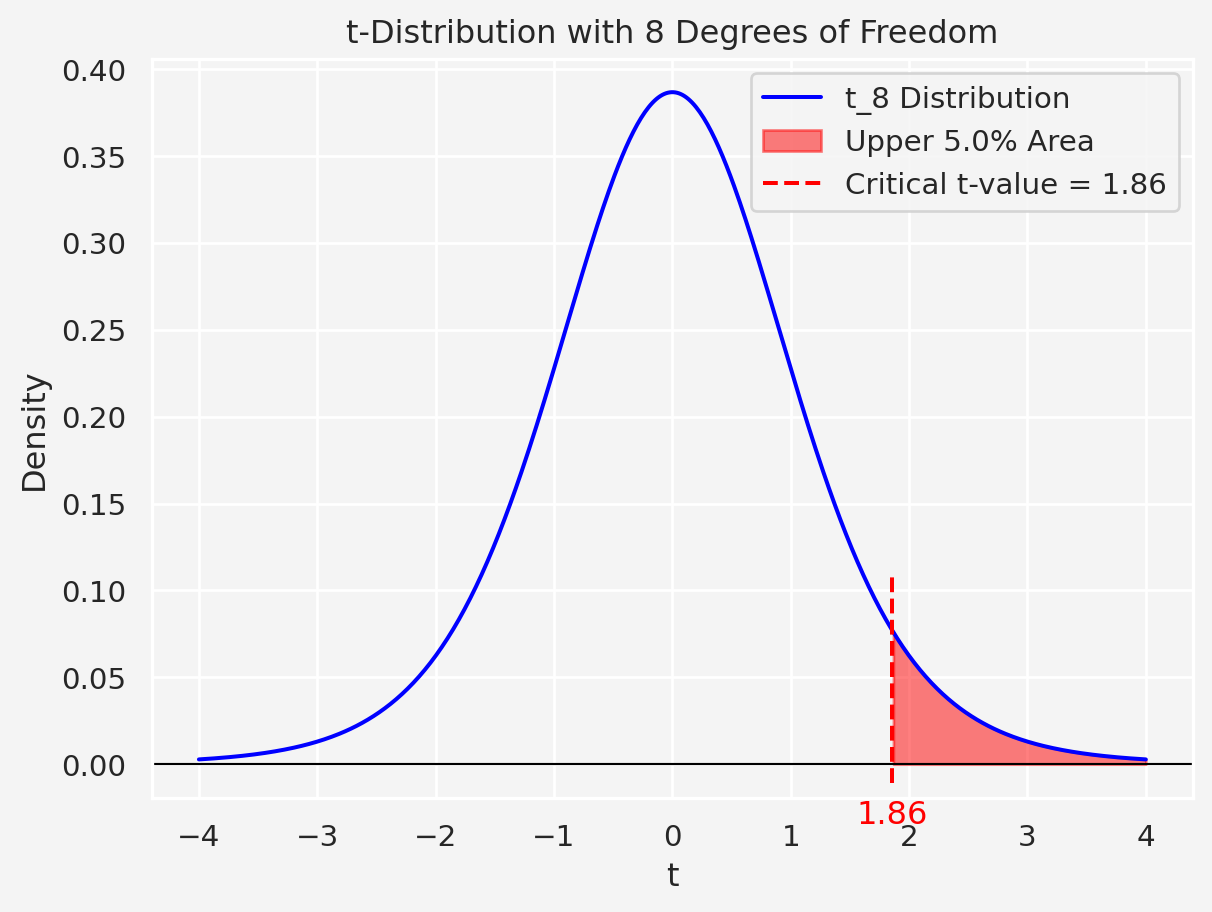 t-Distribution with 8 Degrees of Freedom
t_8 Distribution
Upper 5.0% Area
Critical t-value = 1.86
0.40
0.35
0.30
0.25
0.20
0.15
0.10
0.05
0.00
Density
1.86
−4 −3 −2 −1 0 1 2 3 4
t